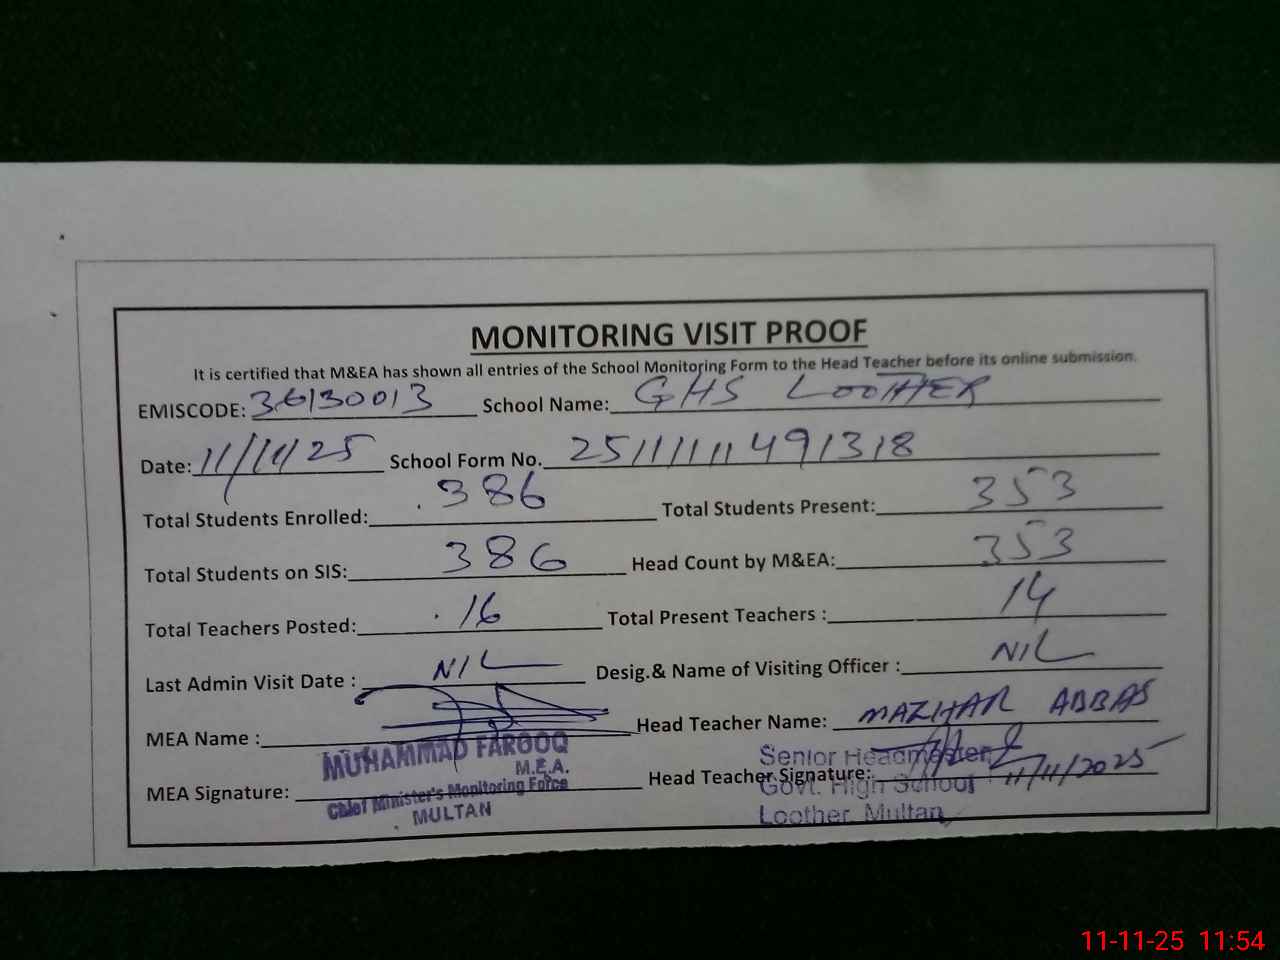 MONITORING VISIT PROOF
It is certified that M&EA has shown all entries of the School Monitoring Form to the Head Teacher before its online submission.
EMISCODE: 36130013 School Name: GHS LOOTHER
Date: 11/11/25 School Form No. 25111111491318
Total Students Enrolled: 386 Total Students Present: 353
Total Students on SIS: 386 Head Count by M&EA: 353
Total Teachers Posted: 16 Total Present Teachers : 14
Last Admin Visit Date : NIL Desig.& Name of Visiting Officer : NIL
MEA Name : Head Teacher Name: MAZHAR ABBAS
MUHAMMAD FAROOQ
M.E.A.
Chief Minister's Monitoring Force
MULTAN
MEA Signature: Head Teacher Signature: 11/11/2025
Senior Headmaster
Govt. High School
Loother, Multan
11-11-25 11:54